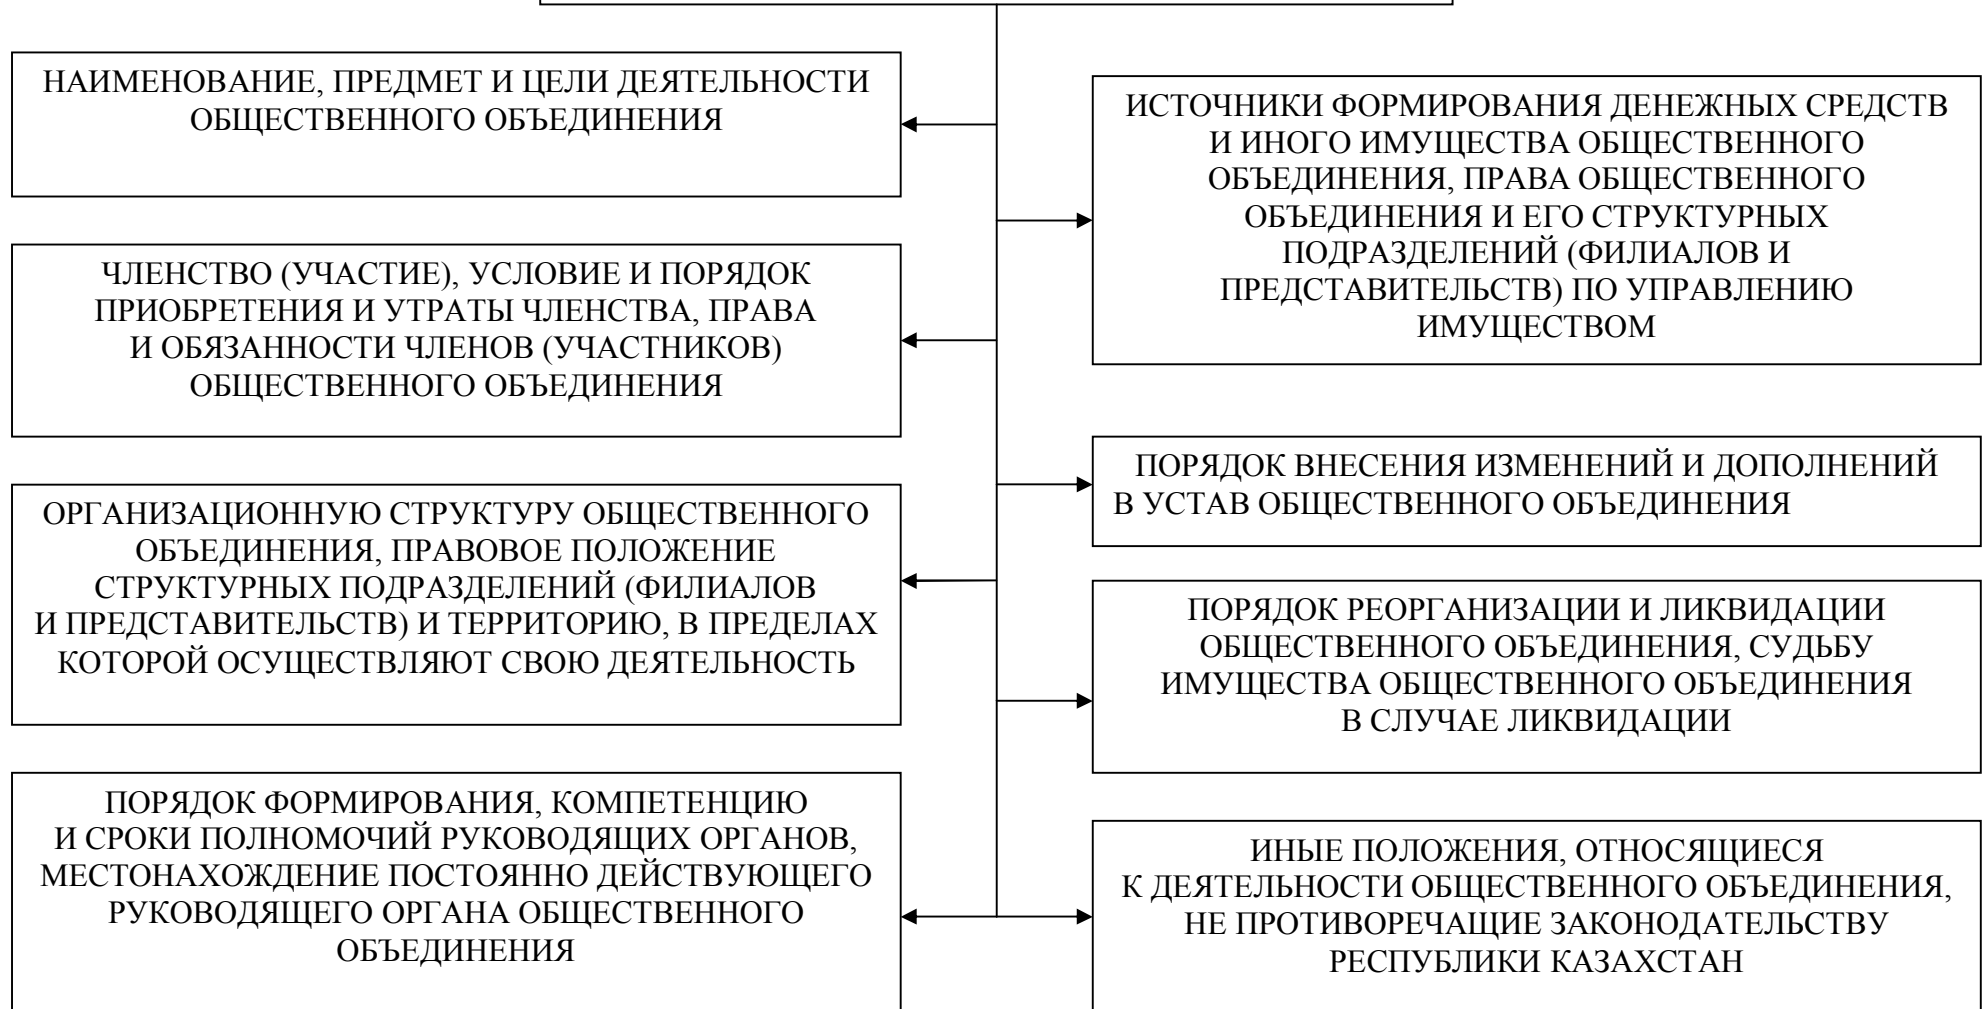 НАИМЕНОВАНИЕ, ПРЕДМЕТ И ЦЕЛИ ДЕЯТЕЛЬНОСТИ
ОБЩЕСТВЕННОГО ОБЪЕДИНЕНИЯ
ЧЛЕНСТВО (УЧАСТИЕ), УСЛОВИЕ И ПОРЯДОК
ПРИОБРЕТЕНИЯ И УТРАТЫ ЧЛЕНСТВА, ПРАВА
И ОБЯЗАННОСТИ ЧЛЕНОВ (УЧАСТНИКОВ)
ОБЩЕСТВЕННОГО ОБЪЕДИНЕНИЯ
ОРГАНИЗАЦИОННУЮ СТРУКТУРУ ОБЩЕСТВЕННОГО
ОБЪЕДИНЕНИЯ, ПРАВОВОЕ ПОЛОЖЕНИЕ
СТРУКТУРНЫХ ПОДРАЗДЕЛЕНИЙ (ФИЛИАЛОВ
И ПРЕДСТАВИТЕЛЬСТВ) И ТЕРРИТОРИЮ, В ПРЕДЕЛАХ
КОТОРОЙ ОСУЩЕСТВЛЯЮТ СВОЮ ДЕЯТЕЛЬНОСТЬ
ПОРЯДОК ФОРМИРОВАНИЯ, КОМПЕТЕНЦИЮ
И СРОКИ ПОЛНОМОЧИЙ РУКОВОДЯЩИХ ОРГАНОВ,
МЕСТОНАХОЖДЕНИЕ ПОСТОЯННО ДЕЙСТВУЮЩЕГО
РУКОВОДЯЩЕГО ОРГАНА ОБЩЕСТВЕННОГО
ОБЪЕДИНЕНИЯ
ИСТОЧНИКИ ФОРМИРОВАНИЯ ДЕНЕЖНЫХ СРЕДСТВ
И ИНОГО ИМУЩЕСТВА ОБЩЕСТВЕННОГО
ОБЪЕДИНЕНИЯ, ПРАВА ОБЩЕСТВЕННОГО
ОБЪЕДИНЕНИЯ И ЕГО СТРУКТУРНЫХ
ПОДРАЗДЕЛЕНИЙ (ФИЛИАЛОВ И
ПРЕДСТАВИТЕЛЬСТВ) ПО УПРАВЛЕНИЮ
ИМУЩЕСТВОМ
ПОРЯДОК ВНЕСЕНИЯ ИЗМЕНЕНИЙ И ДОПОЛНЕНИЙ
В УСТАВ ОБЩЕСТВЕННОГО ОБЪЕДИНЕНИЯ
ПОРЯДОК РЕОРГАНИЗАЦИИ И ЛИКВИДАЦИИ
ОБЩЕСТВЕННОГО ОБЪЕДИНЕНИЯ, СУДЬБУ
ИМУЩЕСТВА ОБЩЕСТВЕННОГО ОБЪЕДИНЕНИЯ
В СЛУЧАЕ ЛИКВИДАЦИИ
ИНЫЕ ПОЛОЖЕНИЯ, ОТНОСЯЩИЕСЯ
К ДЕЯТЕЛЬНОСТИ ОБЩЕСТВЕННОГО ОБЪЕДИНЕНИЯ,
НЕ ПРОТИВОРЕЧАЩИЕ ЗАКОНОДАТЕЛЬСТВУ
РЕСПУБЛИКИ КАЗАХСТАН